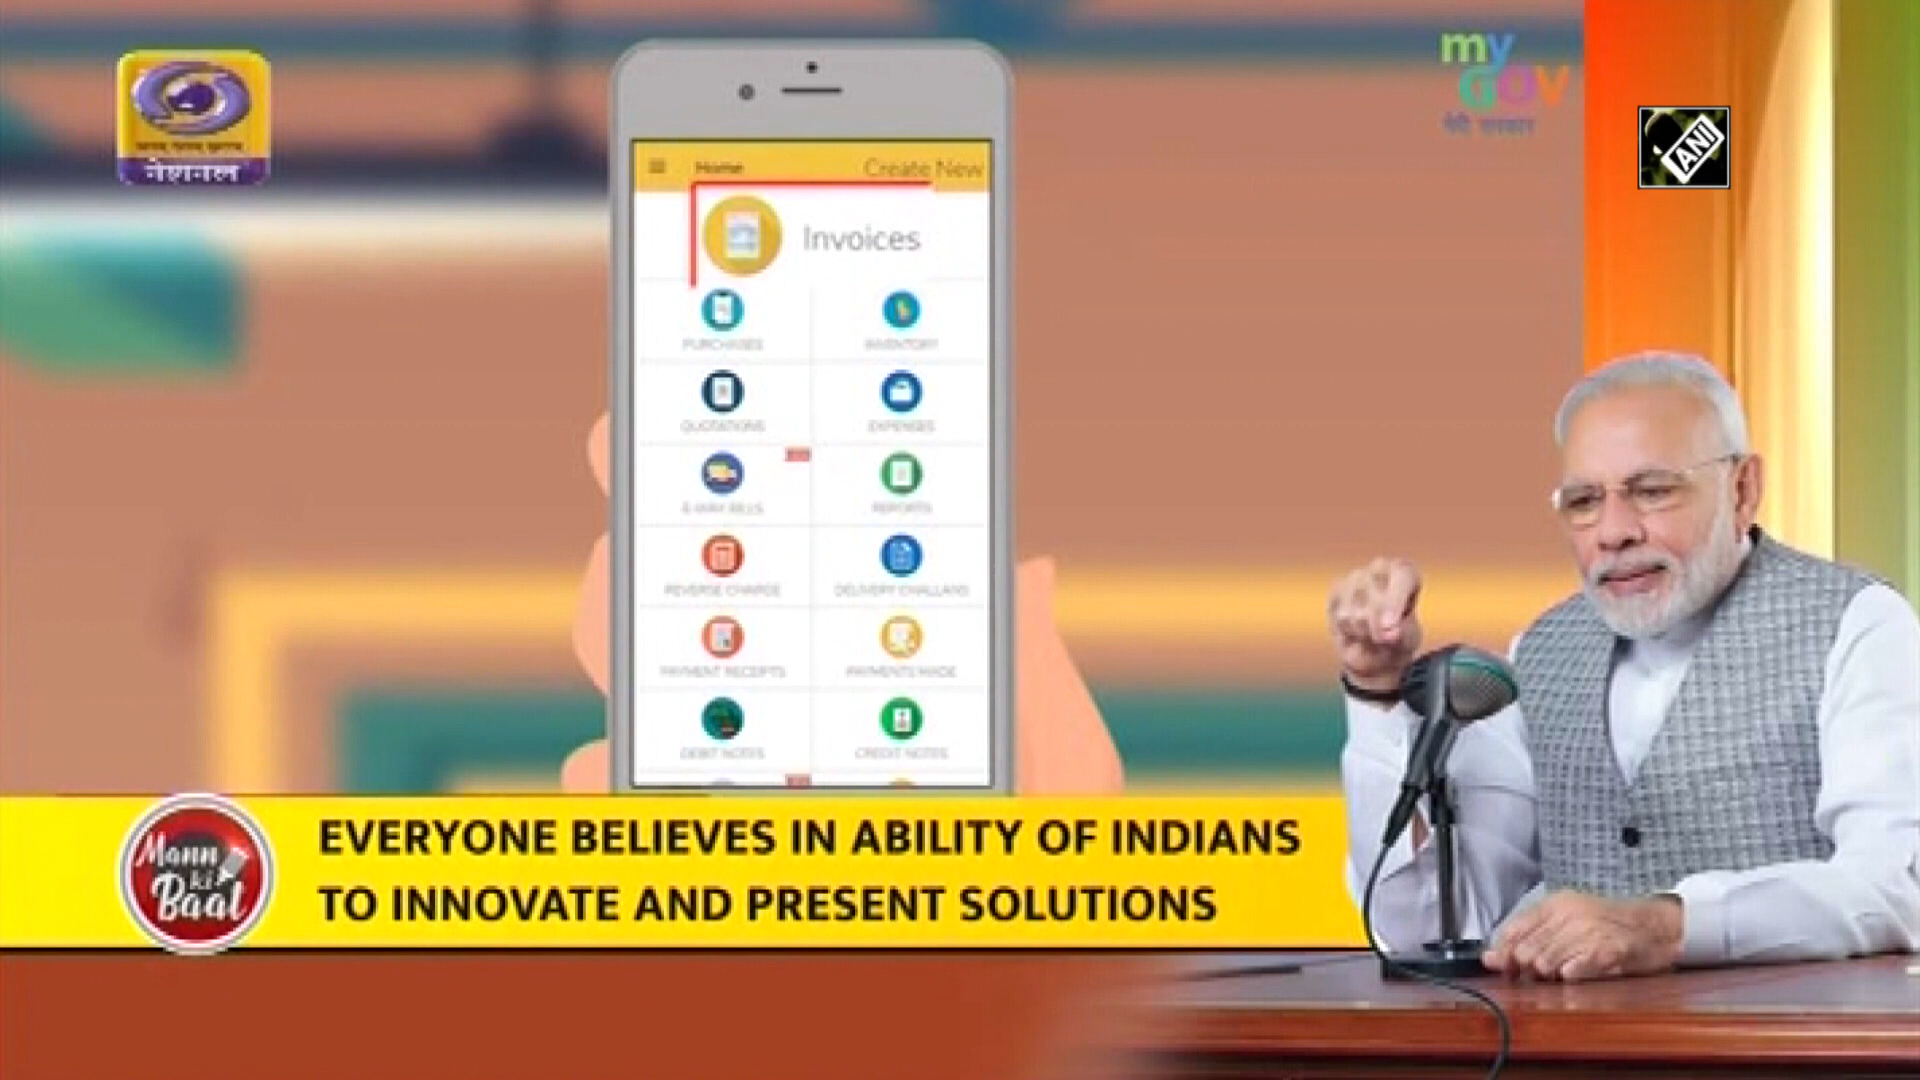 my
GOV
मेरी सरकार
नेशनल
ANI
Home
Create New
Invoices
PURCHASES
INVENTORY
QUOTATIONS
EXPENSES
E-WAY BILLS
REPORTS
REVERSE CHARGE
DELIVERY CHALLANS
PAYMENT RECEIPTS
PAYMENTS MADE
DEBIT NOTES
CREDIT NOTES
Mann
ki
Baat
EVERYONE BELIEVES IN ABILITY OF INDIANS
TO INNOVATE AND PRESENT SOLUTIONS